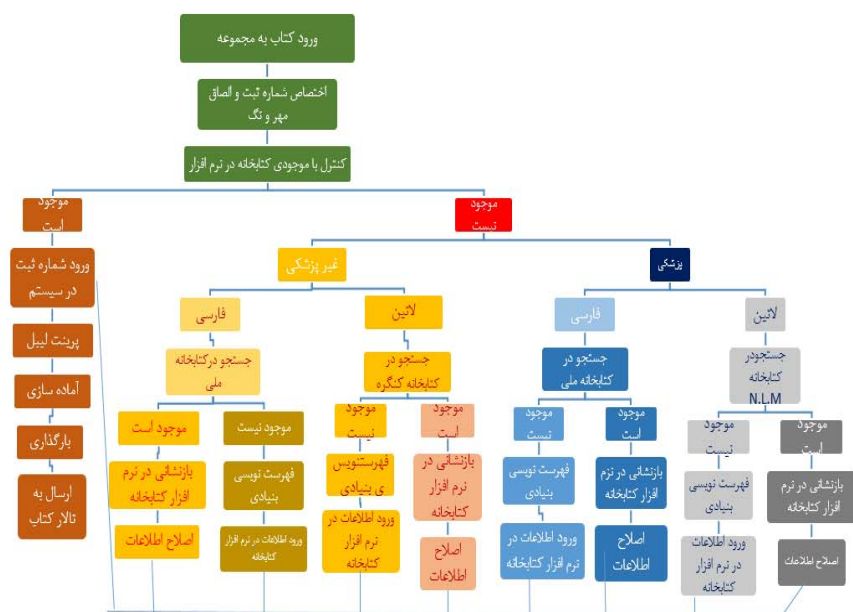 ورود کتاب به مجموعه
اختصاص شماره ثبت و الصاق
مهر و تگ
کنترل با موجودی کتابخانه در نرم افزار
موجود
است
موجود
نیست
ورود شماره ثبت
در سیستم
پرینت لیبل
آماده سازی
بارگذاری
ارسال به
تالار کتاب
غیر پزشکی
پزشکی
فارسی
لاتین
فارسی
لاتین
جستجو درکتابخانه
ملی
جستجو در
کتابخانه کنگره
جستجو در
کتابخانه ملی
جستجودر
کتابخانه
N.L.M
موجود است
موجود نیست
موجود
نیست
موجود
است
موجود
نیست
موجود
است
موجود
نیست
موجود
است
بازنشانی در نرم
افزار کتابخانه
فهرست نویسی
بنیادی
فهرستنویس
ی بنیادی
بازنشانی در
نرم افزار
کتابخانه
فهرست نویسی
بنیادی
بازنشانی در نرم
افزار کتابخانه
فهرست نویسی
بنیادی
بازنشانی در نرم
افزار کتابخانه
اصلاح اطلاعات
ورود اطلاعات در نرم افزار
کتابخانه
ورود اطلاعات در
نرم افزار
کتابخانه
اصلاح
اطلاعات
ورود اطلاعات در
نرم افزار کتابخانه
اصلاح
اطلاعات
ورود اطلاعات
در نرم افزار
کتابخانه
اصلاح اطلاعات